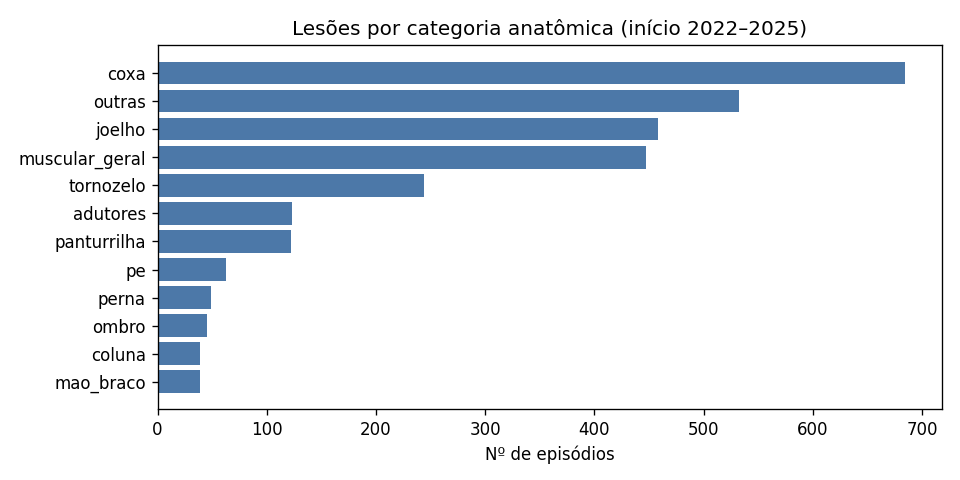 Lesões por categoria anatômica (início 2022–2025)
coxa
outras
joelho
muscular_geral
tornozelo
adutores
panturrilha
pe
perna
ombro
coluna
mao_braco
0 100 200 300 400 500 600 700
Nº de episódios